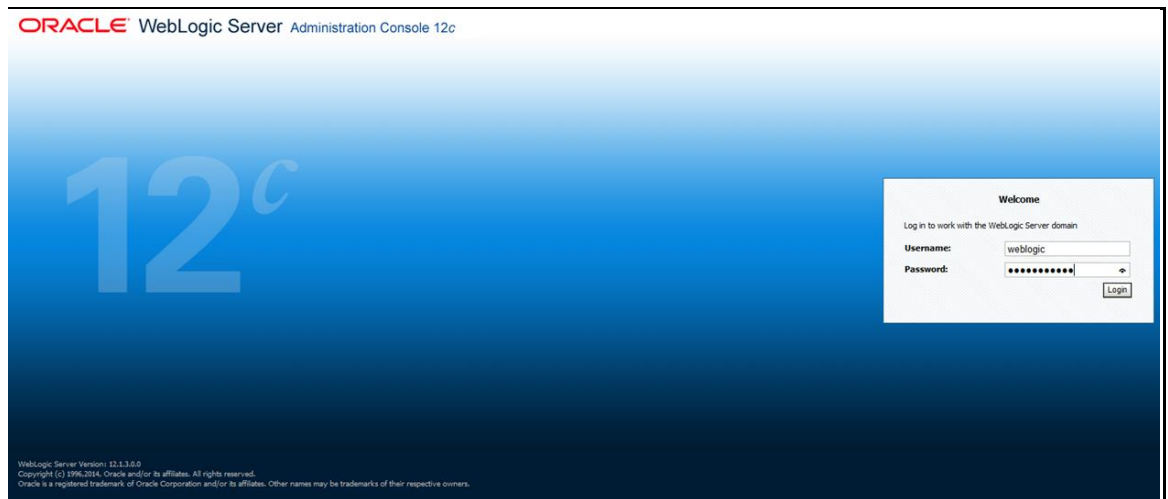 ORACLE WebLogic Server Administration Console 12c
12c
Welcome
Log in to work with the WebLogic Server domain
Username: weblogic
Password: •••••••••••
Login
WebLogic Server Version: 12.1.3.0.0
Copyright (c) 1996,2014, Oracle and/or its affiliates. All rights reserved.
Oracle is a registered trademark of Oracle Corporation and/or its affiliates. Other names may be trademarks of their respective owners.